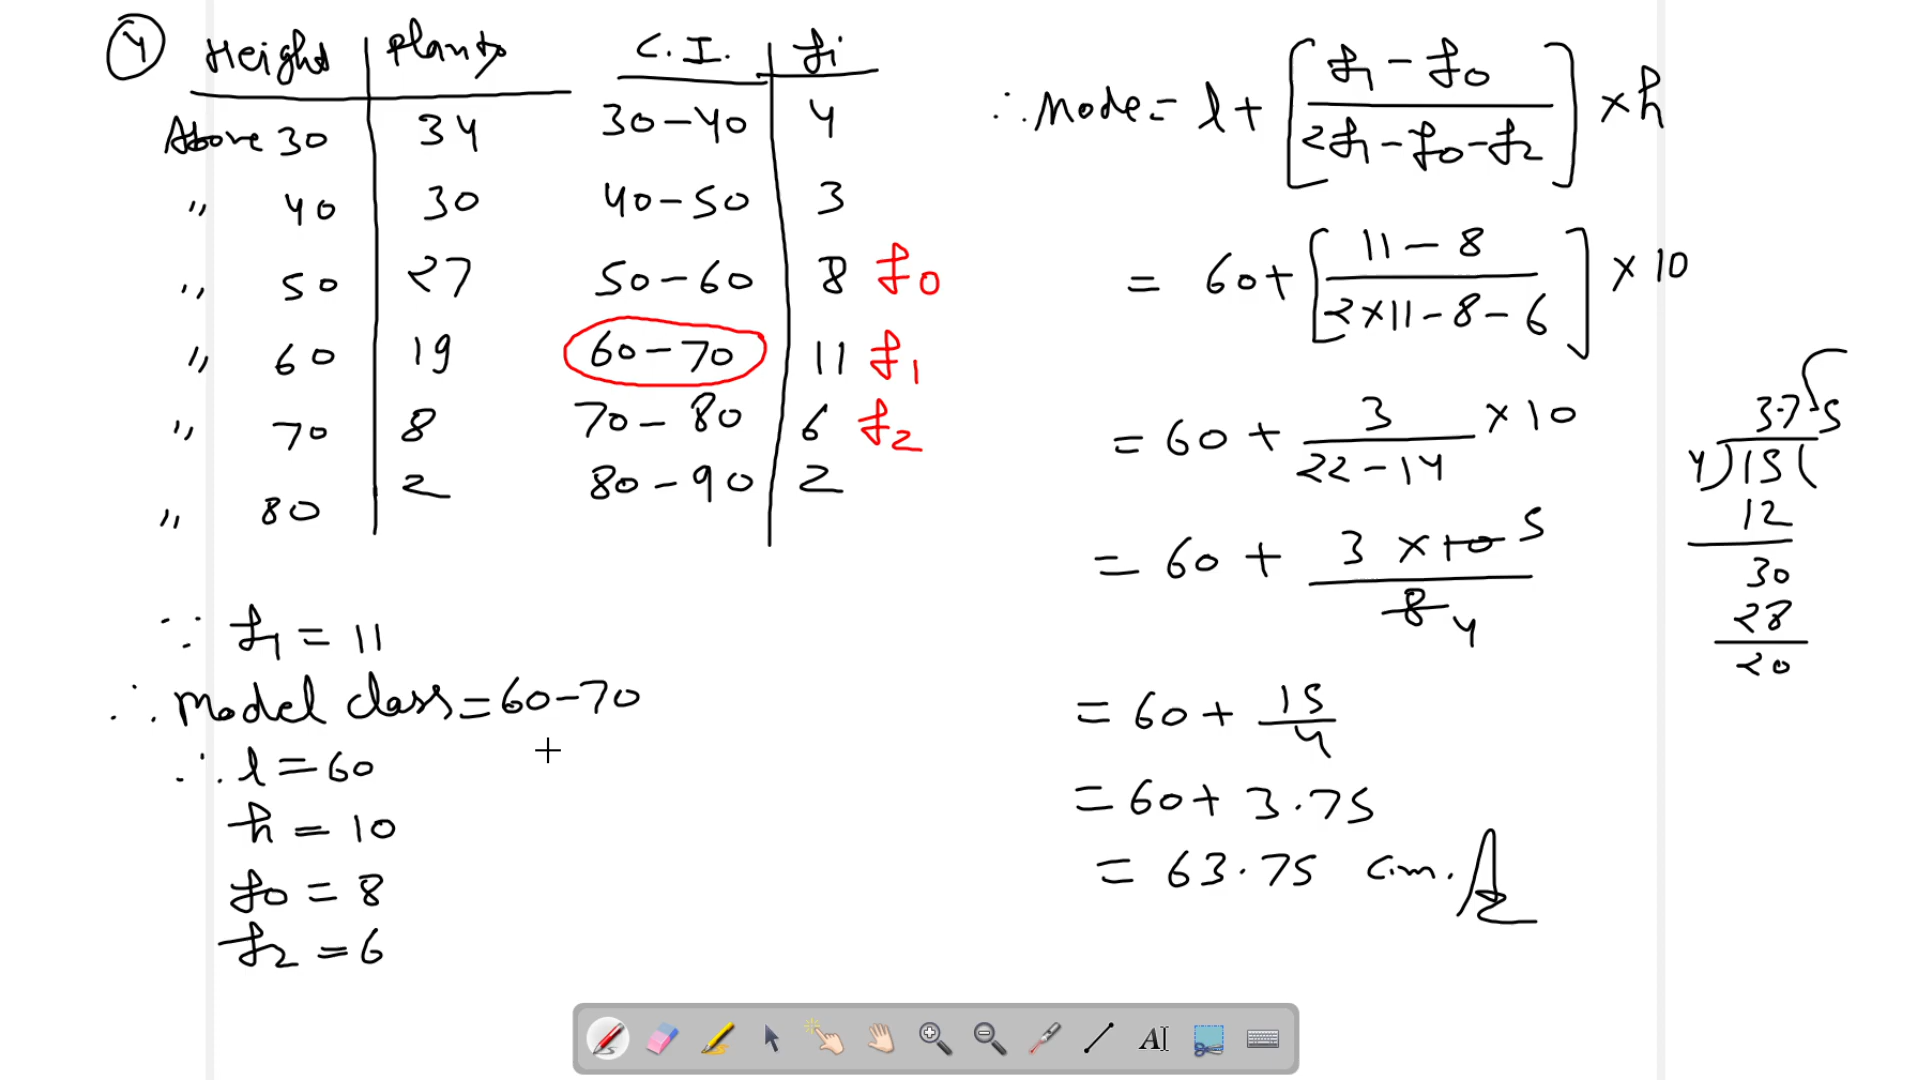 4 Height Plants C.I. fi
Above 30 34 30-40 4
" 40 30 40-50 3
" 50 27 50-60 8 f0
" 60 19 60-70 11 f1
" 70 8 70-80 6 f2
" 80 2 80-90 2
∵ f1 = 11
∴ Model class = 60-70
∴ l = 60
h = 10
f0 = 8
f2 = 6
∴ Mode = l + [f1 - f0 / 2f1 - f0 - f2] × h
= 60 + [11 - 8 / 2×11 - 8 - 6] × 10
= 60 + 3 / 22 - 14 × 10
= 60 + 3 × 10 5 / 8 4
= 60 + 15 / 4
= 60 + 3.75
= 63.75 cm.
3.75
4)15(
12
30
28
20
AI